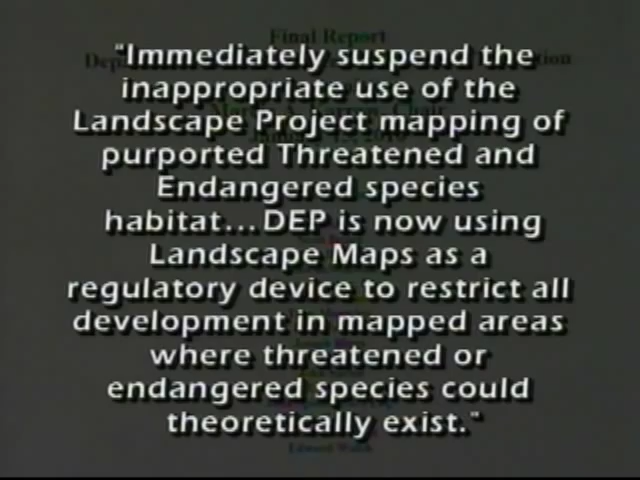 Final Report
"Immediately suspend the
inappropriate use of the
Landscape Project mapping of
purported Threatened and
Endangered species
habitat...DEP is now using
Landscape Maps as a
regulatory device to restrict all
development in mapped areas
where threatened or
endangered species could
theoretically exist."